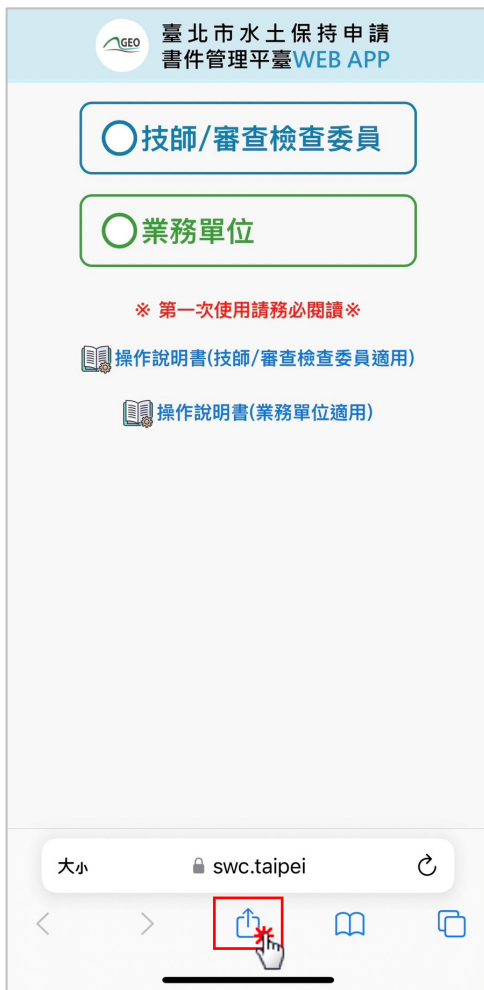 GEO
臺北市水土保持申請
書件管理平臺WEB APP
技師/審查檢查委員
業務單位
※ 第一次使用請務必閱讀※
操作說明書(技師/審查檢查委員適用)
操作說明書(業務單位適用)
大小
swc.taipei